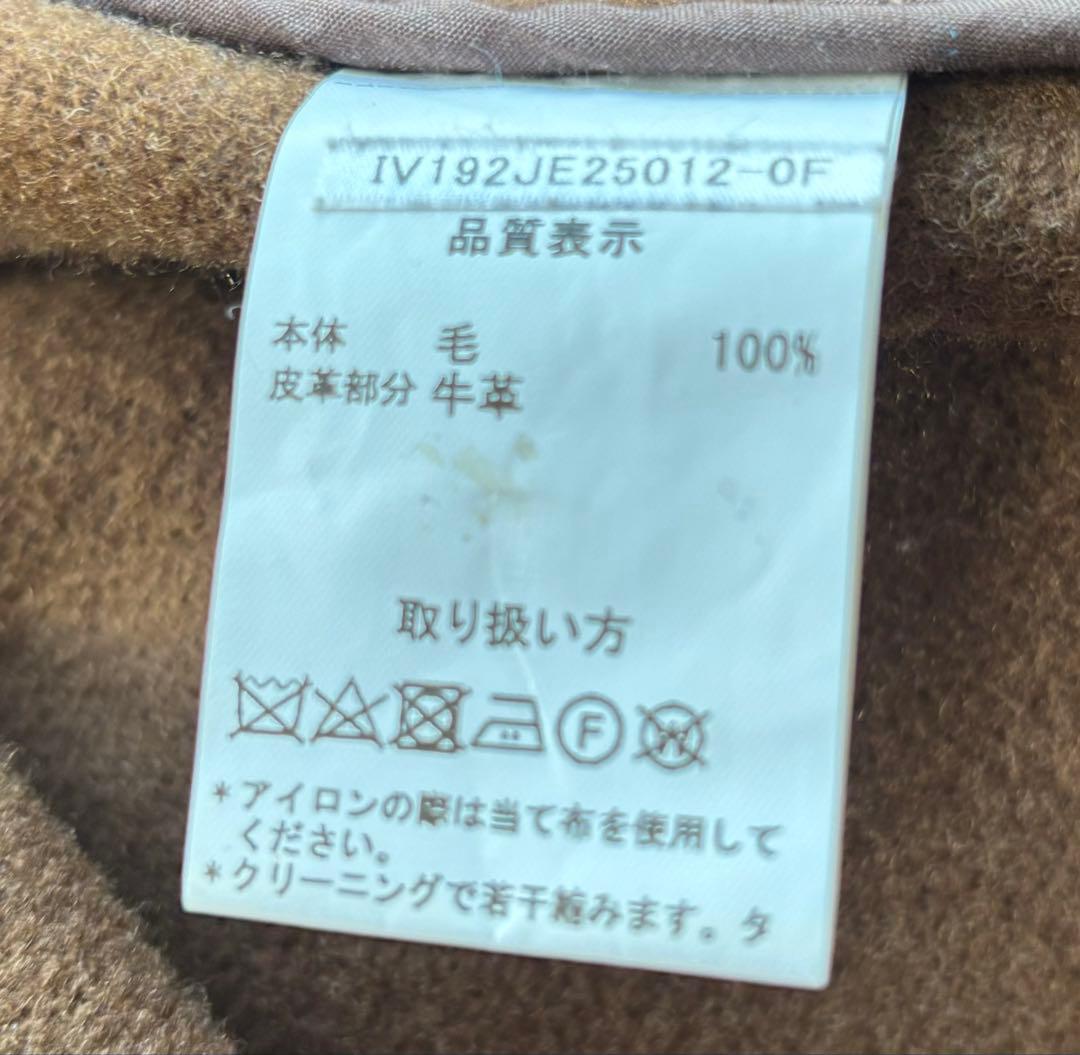 IV192JE25012-0F
品質表示
本体 毛 100%
皮革部分 牛革
取り扱い方
F W
*アイロンの際は当て布を使用して
ください。
*クリーニングで若干縮みます。タ